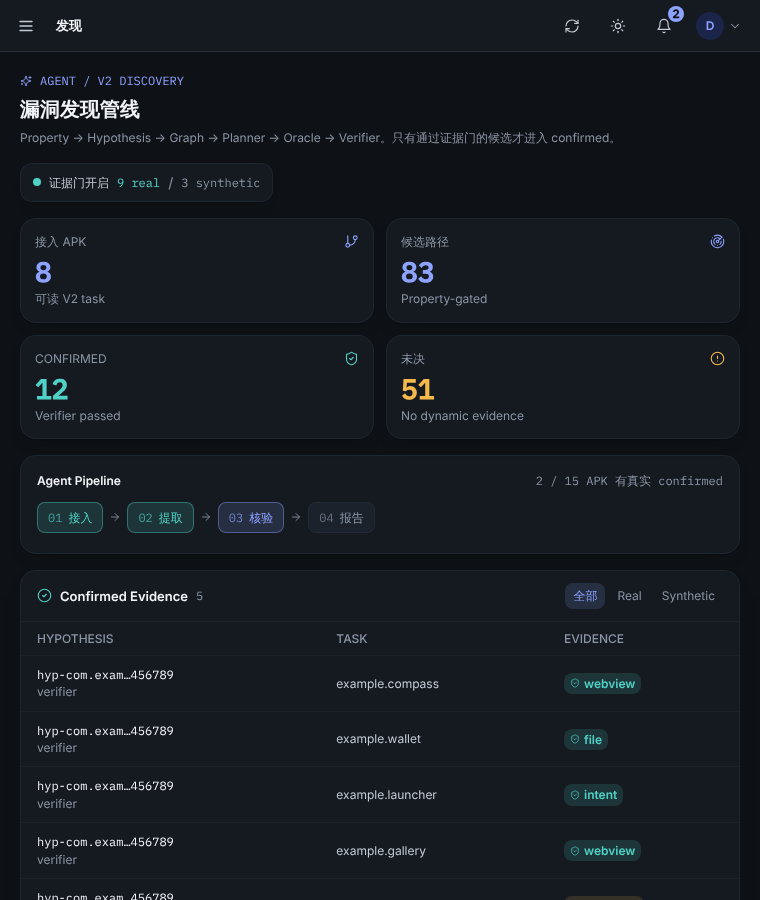 发现
2
D
AGENT / V2 DISCOVERY
漏洞发现管线
Property → Hypothesis → Graph → Planner → Oracle → Verifier。只有通过证据门的候选才进入 confirmed。
证据门开启 9 real / 3 synthetic
接入 APK
8
可读 V2 task
候选路径
83
Property-gated
CONFIRMED
12
Verifier passed
未决
51
No dynamic evidence
Agent Pipeline
2 / 15 APK 有真实 confirmed
01 接入 → 02 提取 → 03 核验 → 04 报告
Confirmed Evidence 5
全部 Real Synthetic
HYPOTHESIS TASK EVIDENCE
hyp-com.exam…456789
verifier
example.compass
webview
hyp-com.exam…456789
verifier
example.wallet
file
hyp-com.exam…456789
verifier
example.launcher
intent
hyp-com.exam…456789
verifier
example.gallery
webview
hyp-com.exam…456789